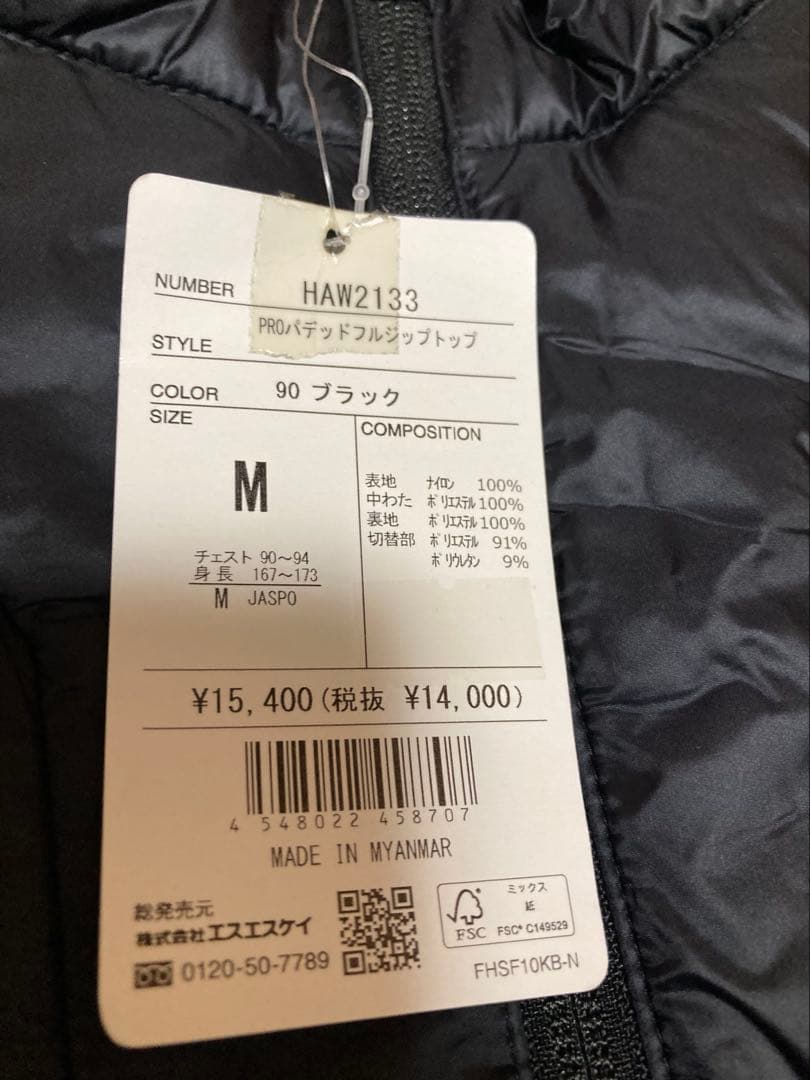 NUMBER HAW2133
PROパデッドフルジップトップ
STYLE
COLOR 90 ブラック
SIZE
M
チェスト 90～94
身長 167～173
M JASPO
COMPOSITION
表地 ﾅｲﾛﾝ 100%
中わた ﾎﾟﾘｴｽﾃﾙ 100%
裏地 ﾎﾟﾘｴｽﾃﾙ 100%
切替部 ﾎﾟﾘｴｽﾃﾙ 91%
ﾎﾟﾘｳﾚﾀﾝ 9%
¥15,400(税抜 ¥14,000)
4 548022 458707
MADE IN MYANMAR
総発売元
株式会社エスエスケイ
0120-50-7789
FSC
ミックス
紙
FSC® C149529
FHSF10KB-N